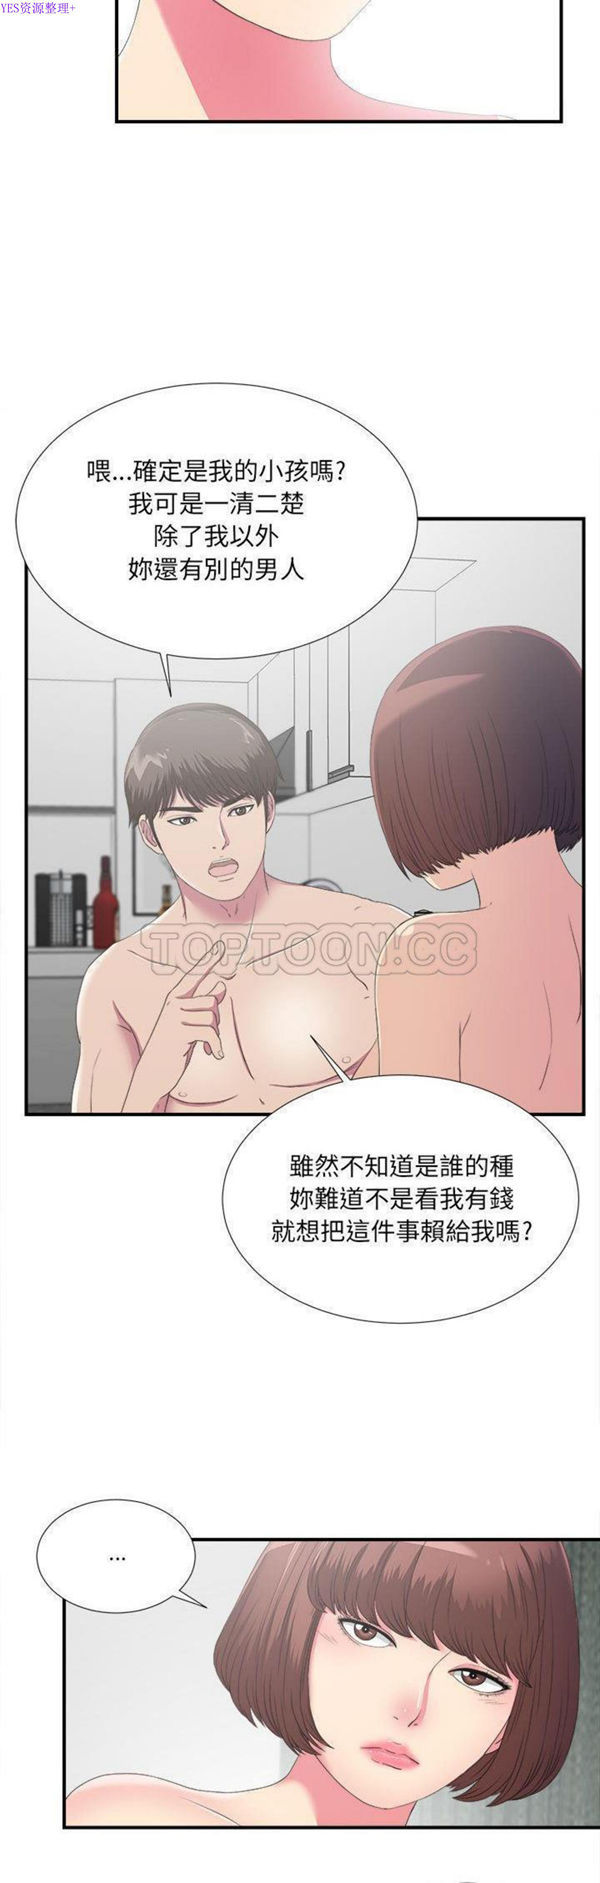 YES资源整理+
喂...確定是我的小孩嗎?
我可是一清二楚
除了我以外
妳還有別的男人
TOPTOON.CC
雖然不知道是誰的種
妳難道不是看我有錢
就想把這件事賴給我嗎?
...